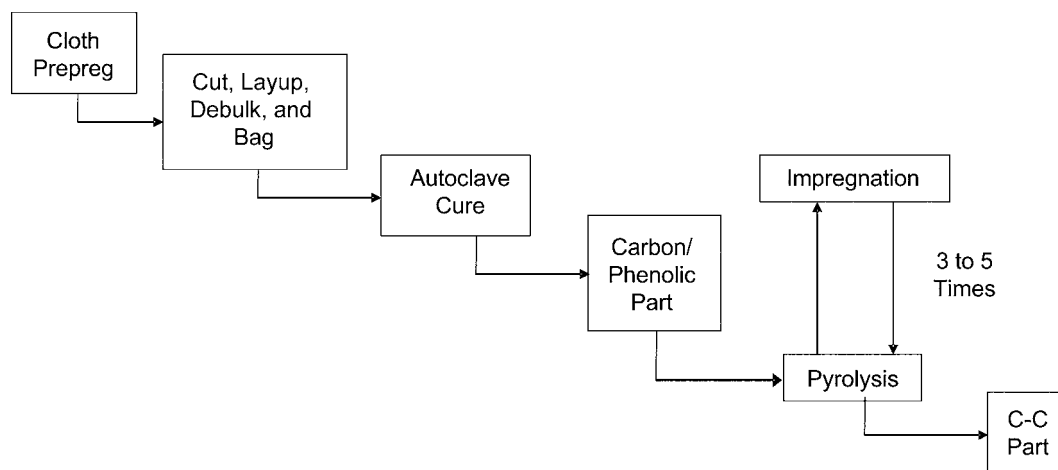 Cloth
Prepreg
Cut, Layup,
Debulk, and
Bag
Autoclave
Cure
Carbon/
Phenolic
Part
Impregnation
3 to 5
Times
Pyrolysis
C-C
Part